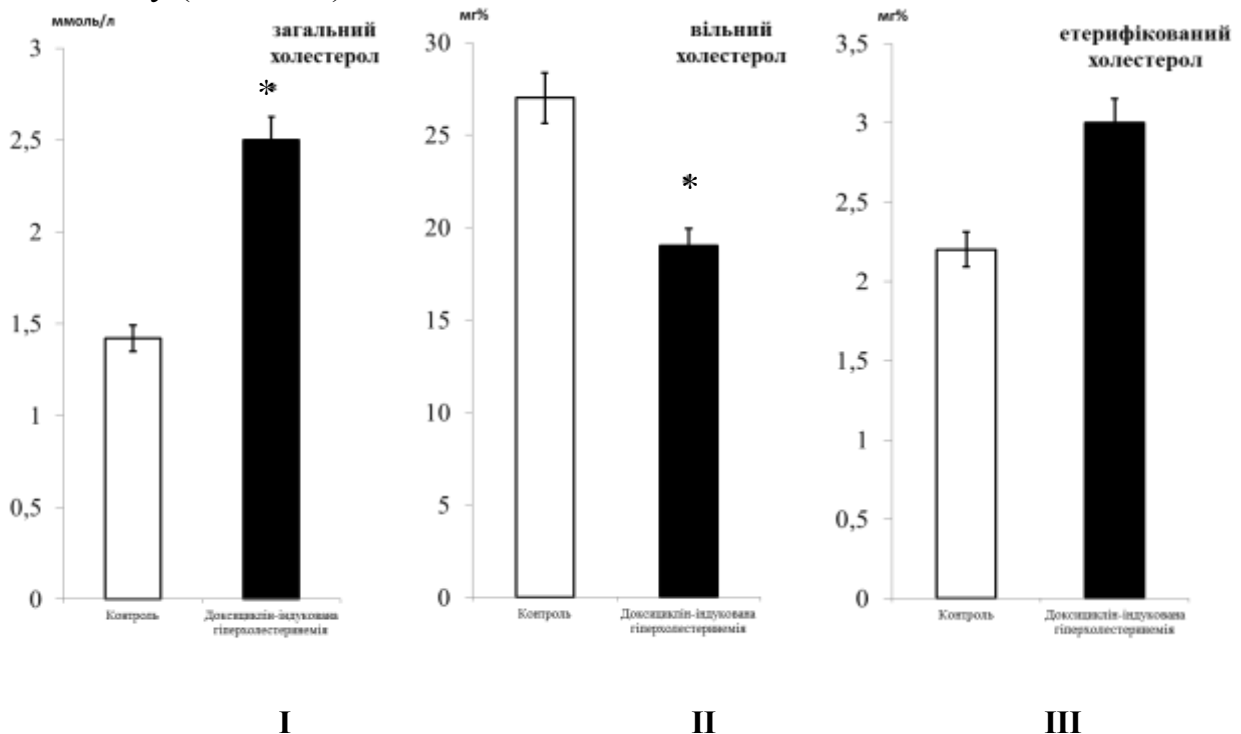 ммоль/л
загальний
холестерол
3
*
2,5
2
1,5
1
0,5
0
Контроль
Доксициклін-індукована
гіперхолестеринемія
I
мг%
вільний
холестерол
30
25
*
20
15
10
5
0
Контроль
Доксициклін-індукована
гіперхолестеринемія
II
мг%
етерифікований
холестерол
3,5
3
2,5
2
1,5
1
0,5
0
Контроль
Доксициклін-індукована
гіперхолестеринемія
III